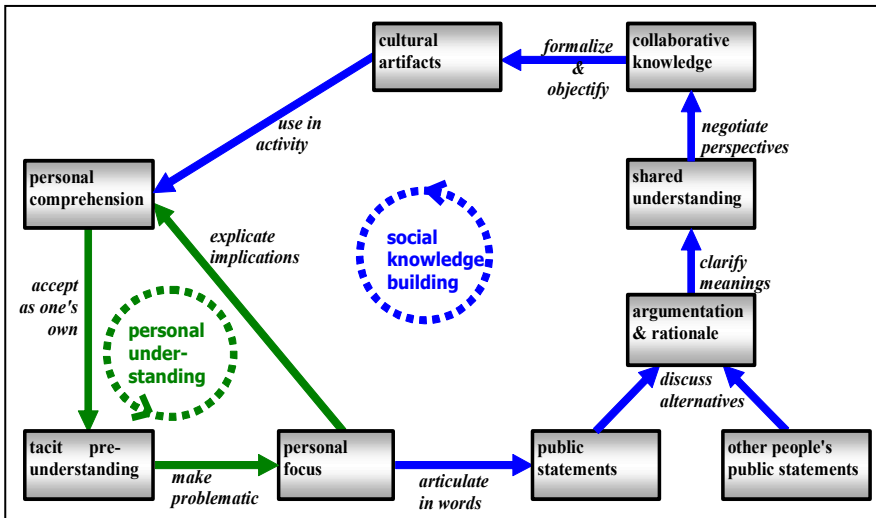 cultural
artifacts
formalize
&
objectify
collaborative
knowledge
use in
activity
negotiate
perspectives
personal
comprehension
shared
understanding
explicate
implications
social
knowledge
building
accept
as one's
own
clarify
meanings
personal
under-
standing
argumentation
& rationale
discuss
alternatives
tacit pre-
understanding
make
problematic
personal
focus
articulate
in words
public
statements
other people's
public statements